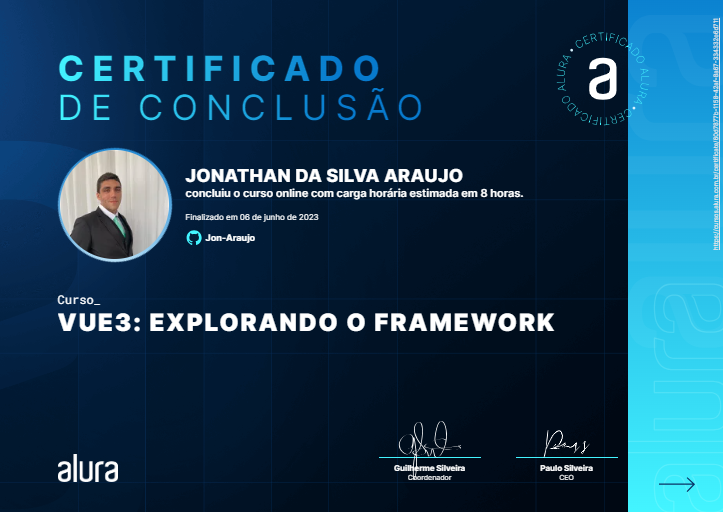 CERTIFICADO
DE CONCLUSÃO
CERTIFICADO ALURA • CERTIFICADO ALURA •
a
JONATHAN DA SILVA ARAUJO
concluiu o curso online com carga horária estimada em 8 horas.
Finalizado em 06 de junho de 2023
Jon-Araujo
Curso_
VUE3: EXPLORANDO O FRAMEWORK
alura
Guilherme Silveira
Coordenador
Paulo Silveira
CEO
alura